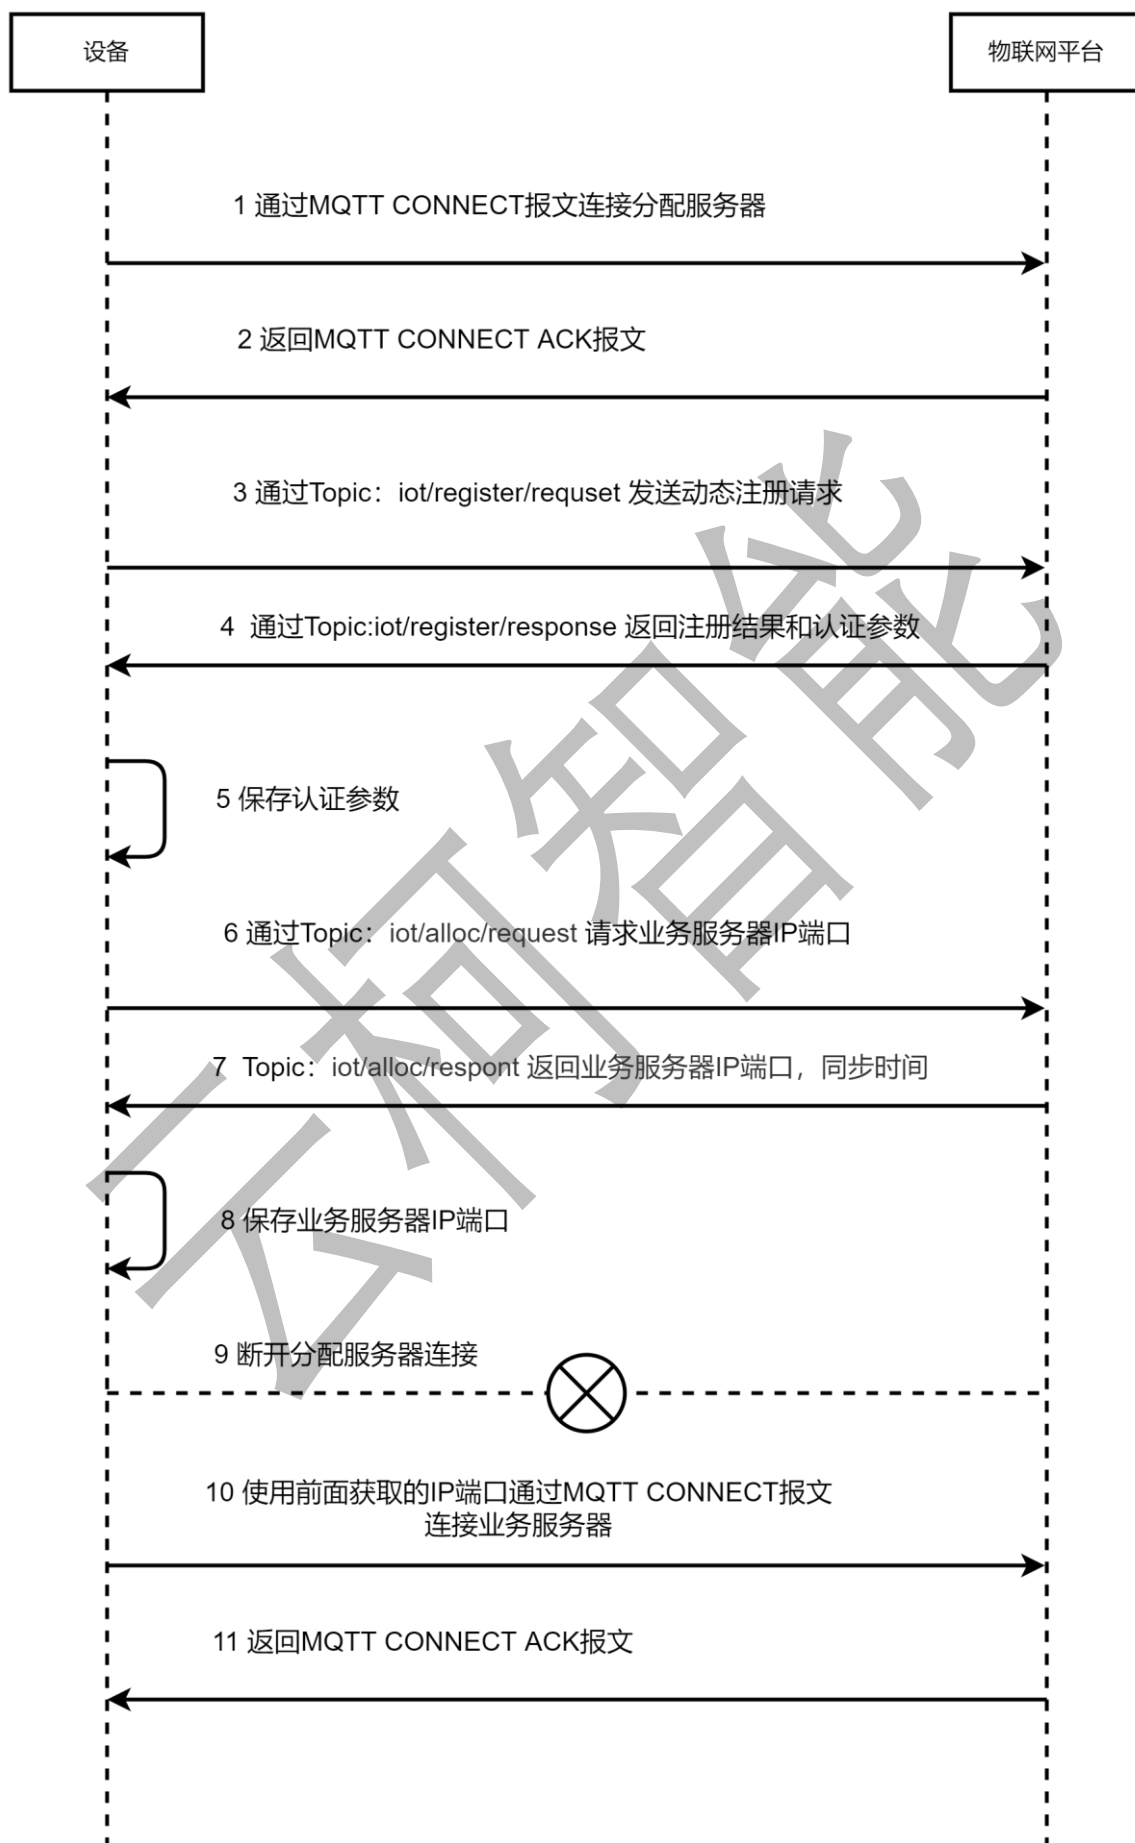 设备
物联网平台
1 通过MQTT CONNECT报文连接分配服务器
2 返回MQTT CONNECT ACK报文
3 通过Topic：iot/register/requset 发送动态注册请求
4 通过Topic:iot/register/response 返回注册结果和认证参数
5 保存认证参数
6 通过Topic：iot/alloc/request 请求业务服务器IP端口
7 Topic：iot/alloc/respont 返回业务服务器IP端口，同步时间
8 保存业务服务器IP端口
9 断开分配服务器连接
10 使用前面获取的IP端口通过MQTT CONNECT报文
连接业务服务器
11 返回MQTT CONNECT ACK报文
云柯智能